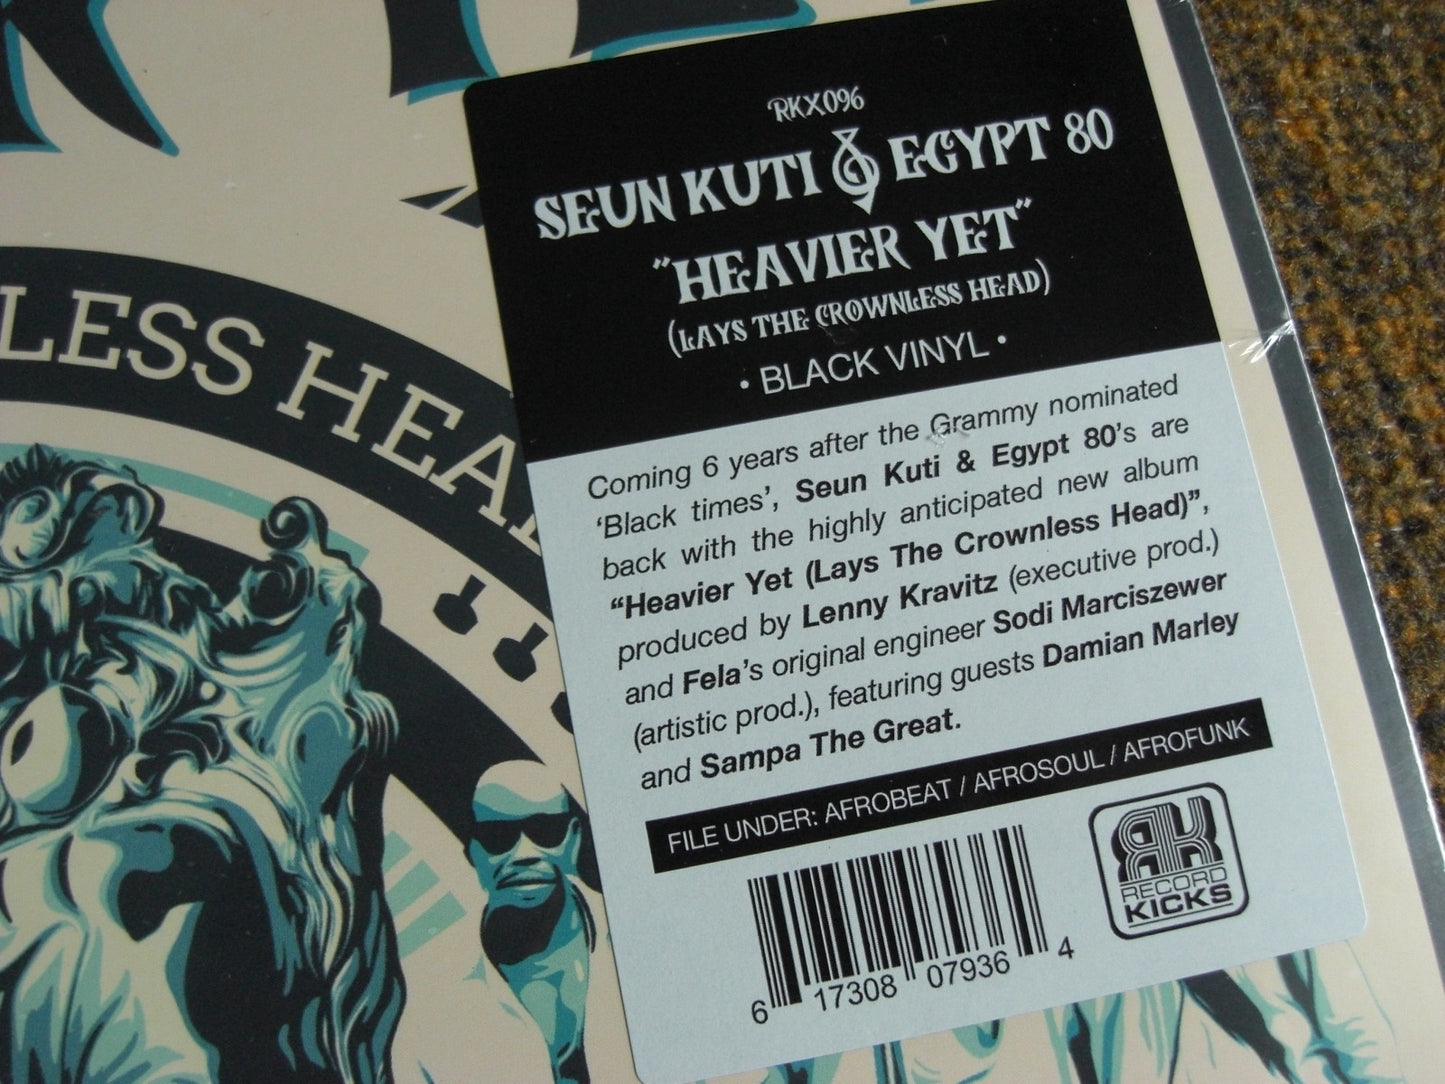 LESS HEA
RKX096
SEUN KUTI & EGYPT 80
"HEAVIER YET"
(LAYS THE CROWNLESS HEAD)
• BLACK VINYL •
Coming 6 years after the Grammy nominated
'Black times', Seun Kuti & Egypt 80's are
back with the highly anticipated new album
"Heavier Yet (Lays The Crownless Head)",
produced by Lenny Kravitz (executive prod.)
and Fela's original engineer Sodi Marciszewer
(artistic prod.), featuring guests Damian Marley
and Sampa The Great.
FILE UNDER: AFROBEAT / AFROSOUL / AFROFUNK
RK
RECORD
KICKS
6 17308 07936 4